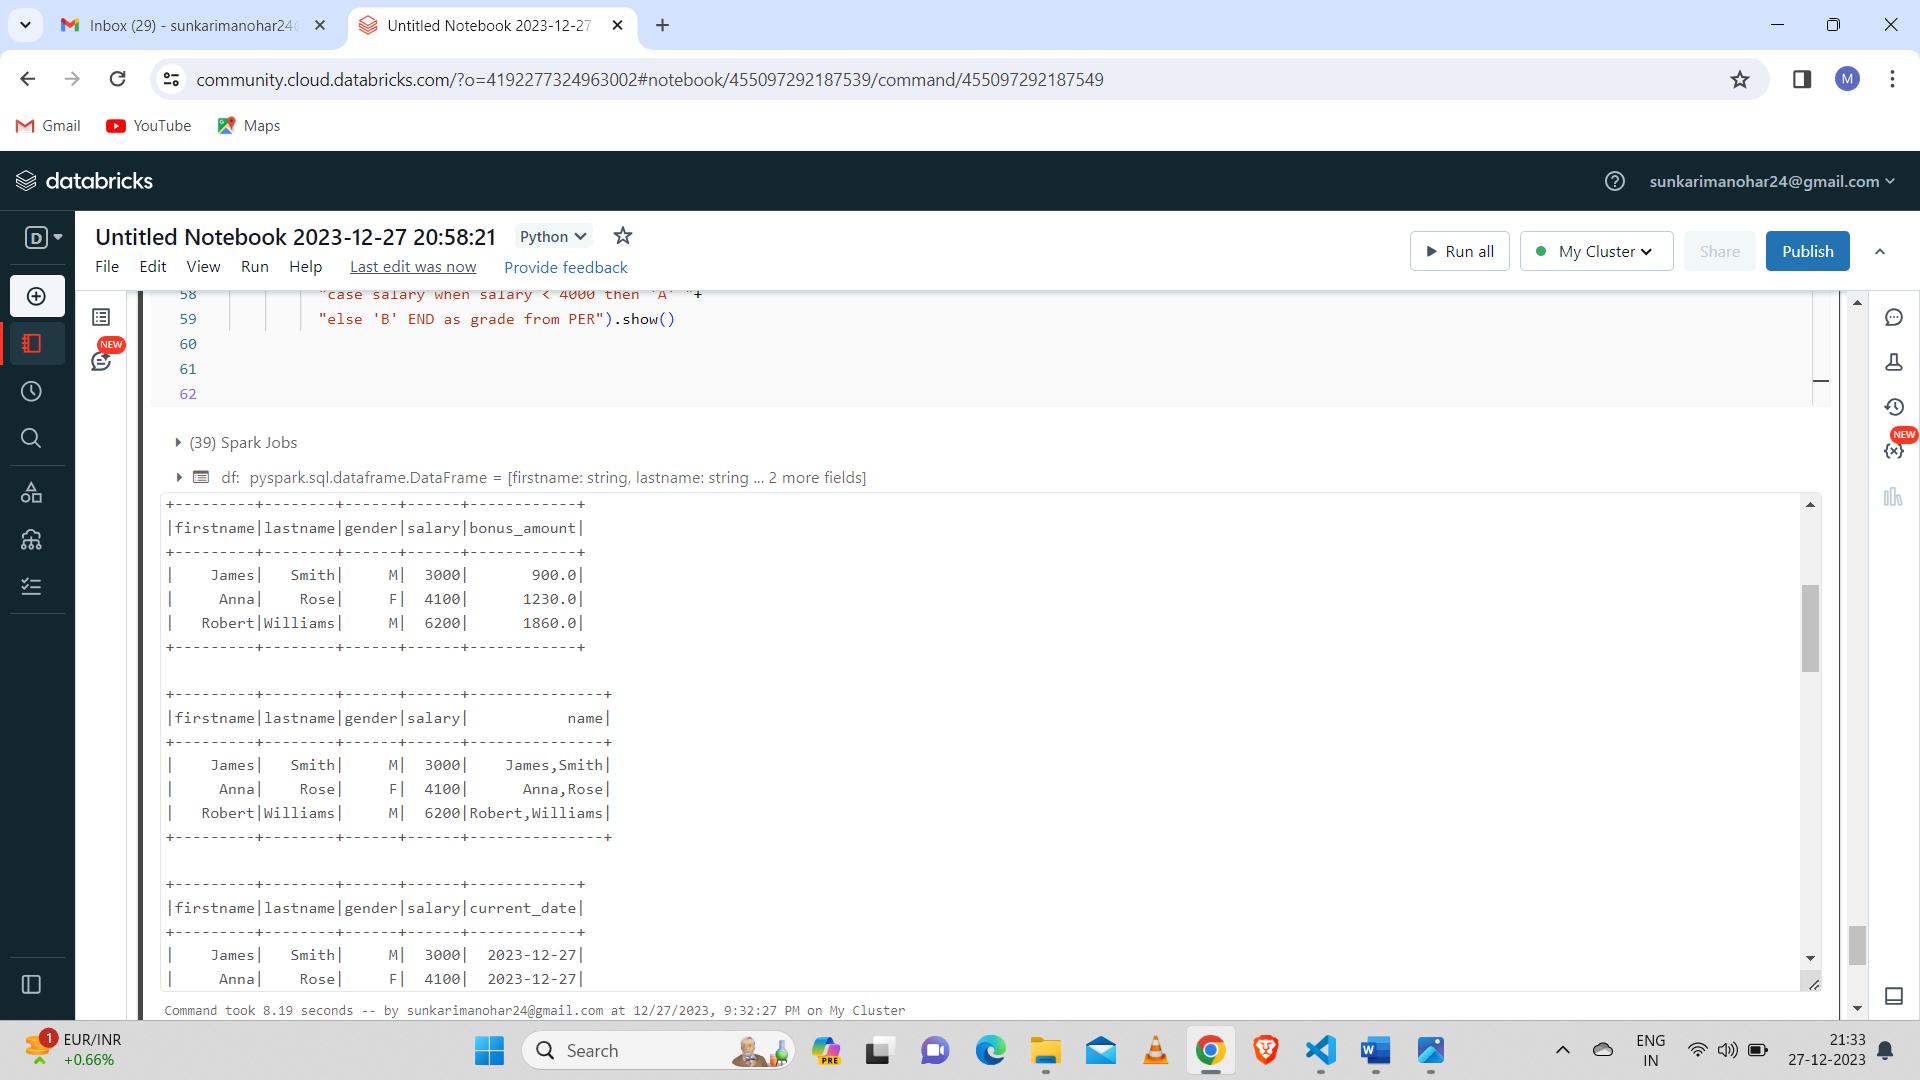 Inbox (29) - sunkarimanohar24
Untitled Notebook 2023-12-27
community.cloud.databricks.com/?o=4192277324963002#notebook/455097292187539/command/455097292187549
M
Gmail
YouTube
Maps
databricks
sunkarimanohar24@gmail.com
D
Untitled Notebook 2023-12-27 20:58:21
Python
Run all
My Cluster
Share
Publish
File
Edit
View
Run
Help
Last edit was now
Provide feedback
NEW
NEW
58 "case salary when salary < 4000 then 'A' "+
59 "else 'B' END as grade from PER").show()
60
61
62
(39) Spark Jobs
df: pyspark.sql.dataframe.DataFrame = [firstname: string, lastname: string ... 2 more fields]
+---------+--------+------+------+------------+
|firstname|lastname|gender|salary|bonus_amount|
+---------+--------+------+------+------------+
|    James|   Smith|     M|  3000|       900.0|
|     Anna|    Rose|     F|  4100|      1230.0|
|   Robert|Williams|     M|  6200|      1860.0|
+---------+--------+------+------+------------+
+---------+--------+------+------+---------------+
|firstname|lastname|gender|salary|           name|
+---------+--------+------+------+---------------+
|    James|   Smith|     M|  3000|    James,Smith|
|     Anna|    Rose|     F|  4100|      Anna,Rose|
|   Robert|Williams|     M|  6200|Robert,Williams|
+---------+--------+------+------+---------------+
+---------+--------+------+------+------------+
|firstname|lastname|gender|salary|current_date|
+---------+--------+------+------+------------+
|    James|   Smith|     M|  3000|  2023-12-27|
|     Anna|    Rose|     F|  4100|  2023-12-27|
Command took 8.19 seconds -- by sunkarimanohar24@gmail.com at 12/27/2023, 9:32:27 PM on My Cluster
1
EUR/INR
+0.66%
Search
PRE
W
ENG
IN
21:33
27-12-2023